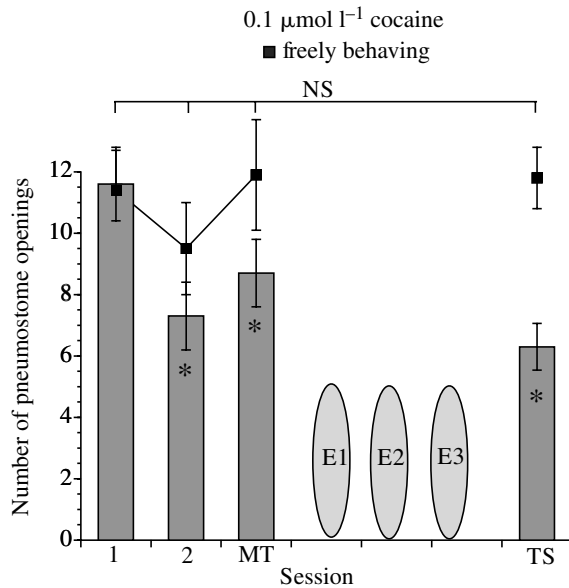 0.1 μmol l⁻¹ cocaine
■ freely behaving
NS
Number of pneumostome openings
12
10
8
6
4
2
0
*
*
*
E1 E2 E3
1 2 MT TS
Session